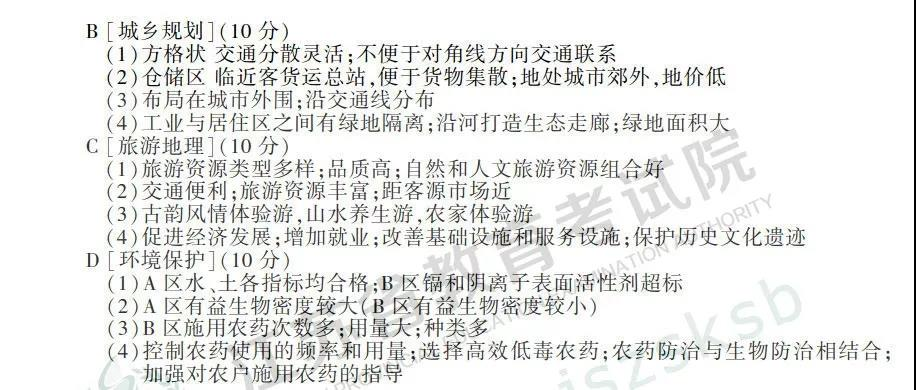 B[城乡规划](10分)
(1)方格状 交通分散灵活;不便于对角线方向交通联系
(2)仓储区 临近客货运总站,便于货物集散;地处城市郊外,地价低
(3)布局在城市外围;沿交通线分布
(4)工业与居住区之间有绿地隔离;沿河打造生态走廊;绿地面积大
C[旅游地理](10分)
(1)旅游资源类型多样;品质高;自然和人文旅游资源组合好
(2)交通便利;旅游资源丰富;距客源市场近
(3)古韵风情体验游,山水养生游,农家体验游
(4)促进经济发展;增加就业;改善基础设施和服务设施;保护历史文化遗迹
D[环境保护](10分)
(1)A区水、土各指标均合格;B区镉和阴离子表面活性剂超标
(2)A区有益生物密度较大(B区有益生物密度较小)
(3)B区施用农药次数多;用量大;种类多
(4)控制农药使用的频率和用量;选择高效低毒农药;农药防治与生物防治相结合;
加强对农户施用农药的指导
江苏省教育考试院
EXAMINATION AUTHORITY
jszsksb